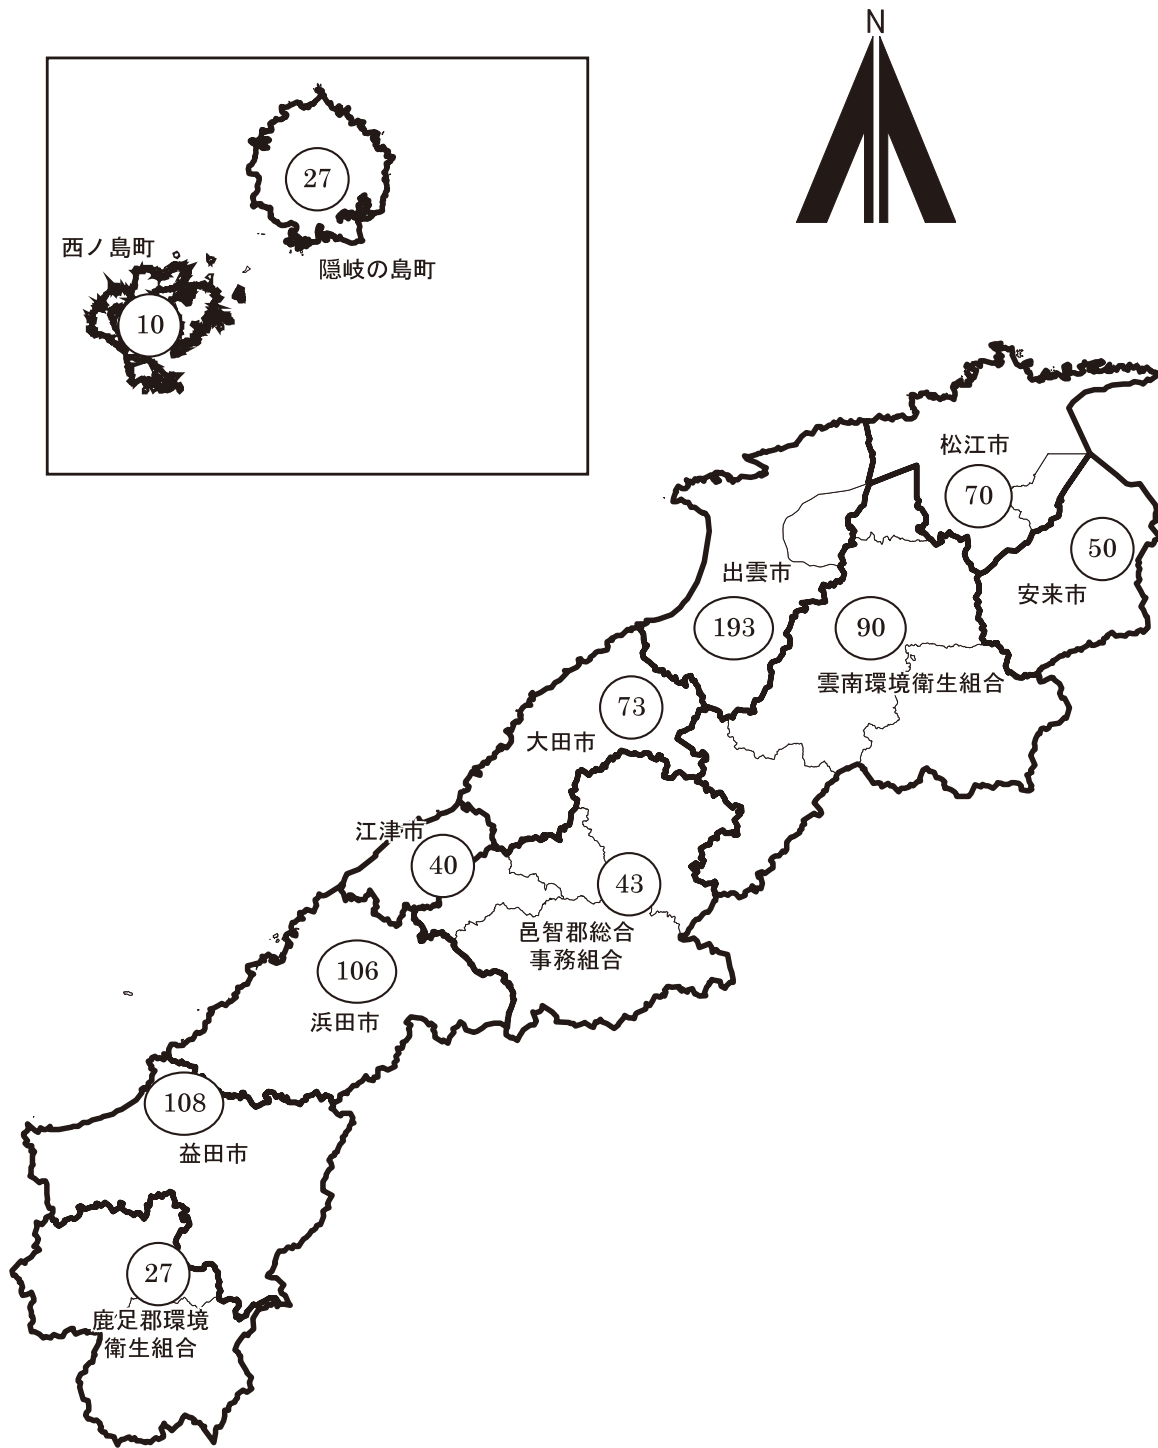 N
27
西ノ島町
隠岐の島町
10
松江市
70
50
出雲市
安来市
193
90
雲南環境衛生組合
73
大田市
江津市
40
43
邑智郡総合
事務組合
106
浜田市
108
益田市
27
鹿足郡環境
衛生組合